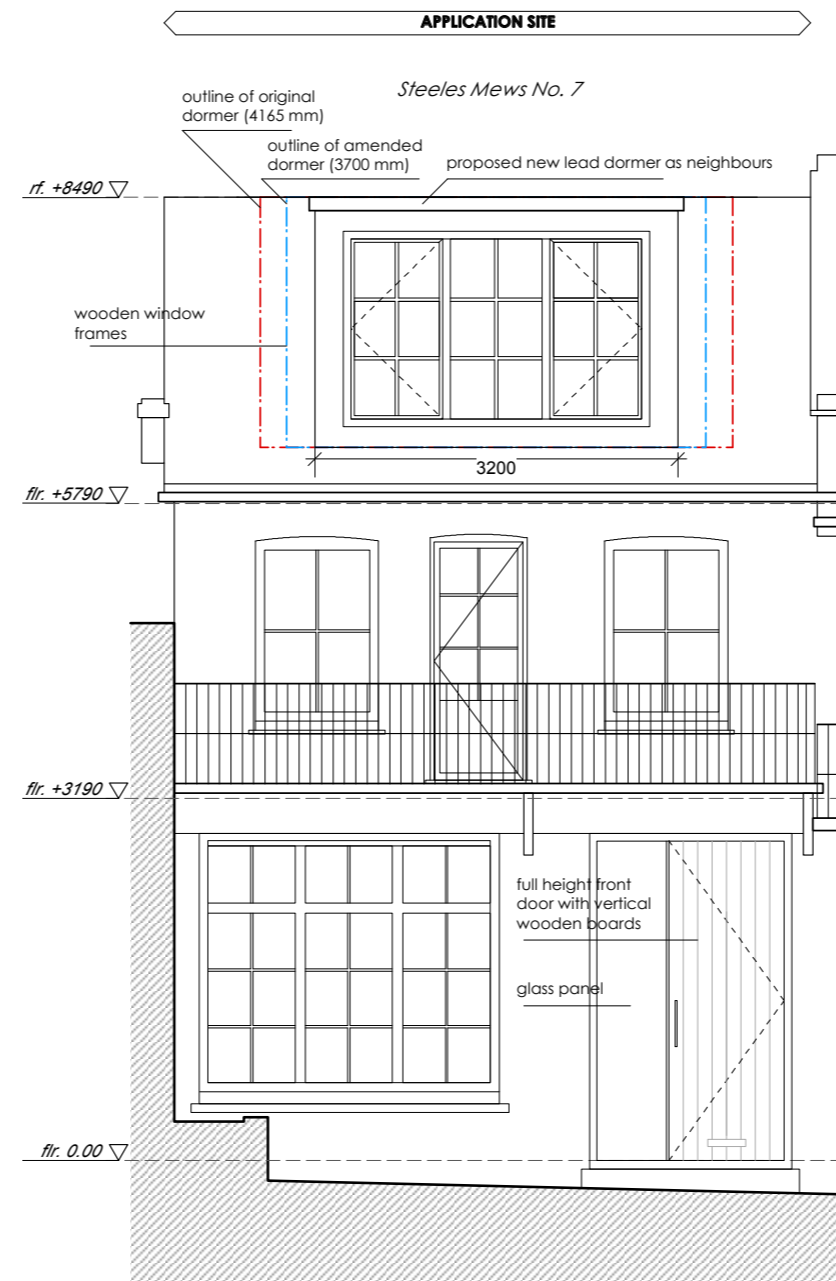 APPLICATION SITE
Steeles Mews No. 7
outline of original
dormer (4165 mm)
outline of amended
dormer (3700 mm)
proposed new lead dormer as neighbours
rf. +8490
wooden window
frames
3200
flr. +5790
flr. +3190
full height front
door with vertical
wooden boards
glass panel
flr. 0.00